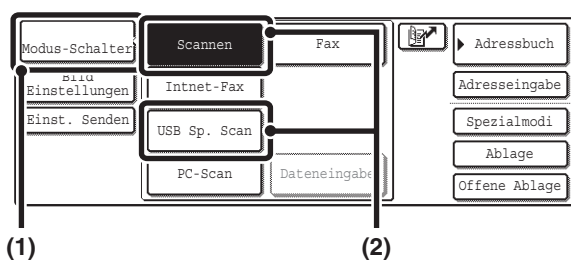 Modus-Schalter
Scannen
Fax
Adressbuch
Bild
Einstellungen
Intnet-Fax
Adresseingabe
Einst. Senden
USB Sp. Scan
Spezialmodi
Ablage
PC-Scan
Dateneingabe
Offene Ablage
(1)
(2)